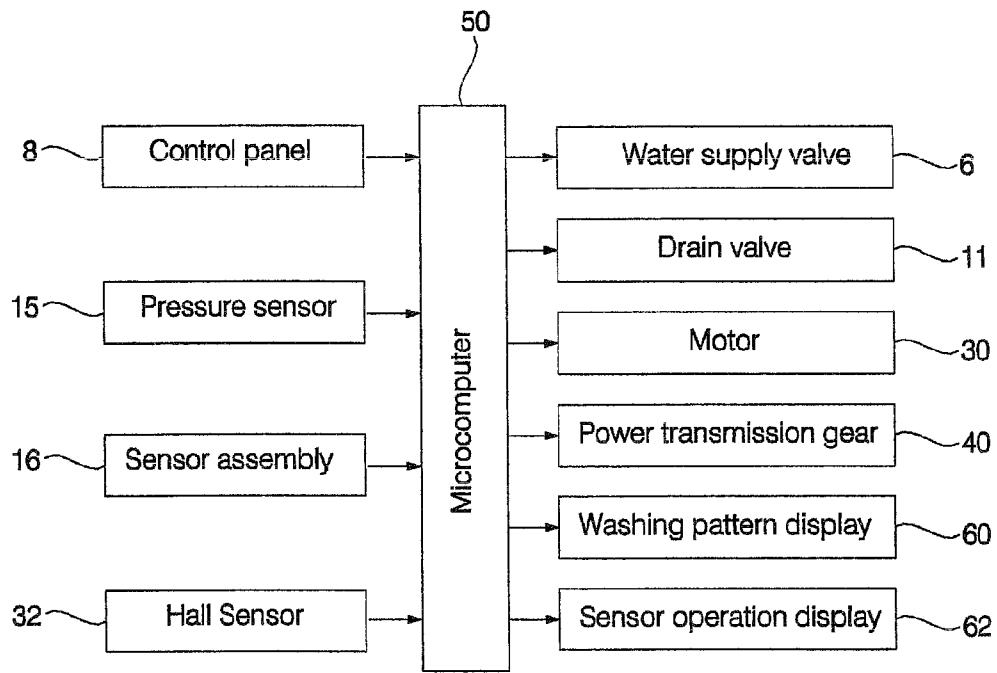 50
8 Control panel
15 Pressure sensor
16 Sensor assembly
32 Hall Sensor
Microcomputer
Water supply valve 6
Drain valve 11
Motor 30
Power transmission gear 40
Washing pattern display 60
Sensor operation display 62